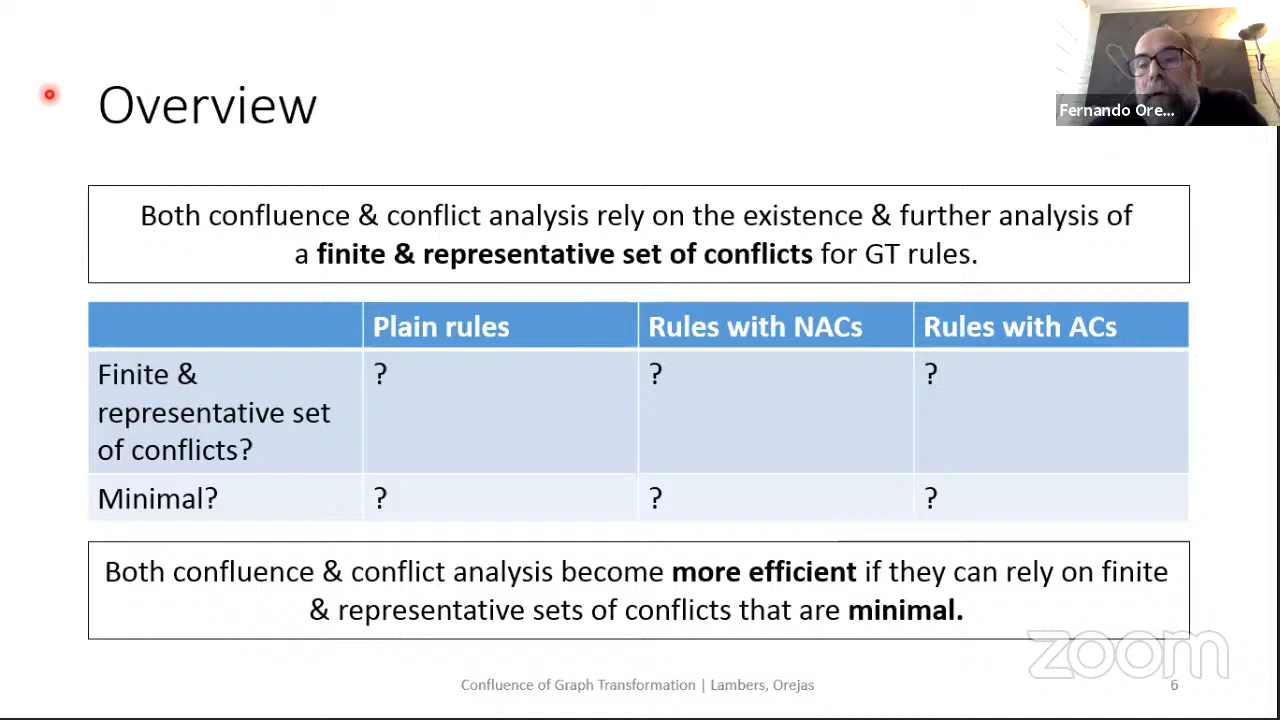 Fernando Ore...
Overview
Both confluence & conflict analysis rely on the existence & further analysis of
a finite & representative set of conflicts for GT rules.
Plain rules
Rules with NACs
Rules with ACs
Finite &
representative set
of conflicts?
?
?
?
Minimal?
?
?
?
Both confluence & conflict analysis become more efficient if they can rely on finite
& representative sets of conflicts that are minimal.
zoom
Confluence of Graph Transformation | Lambers, Orejas
6